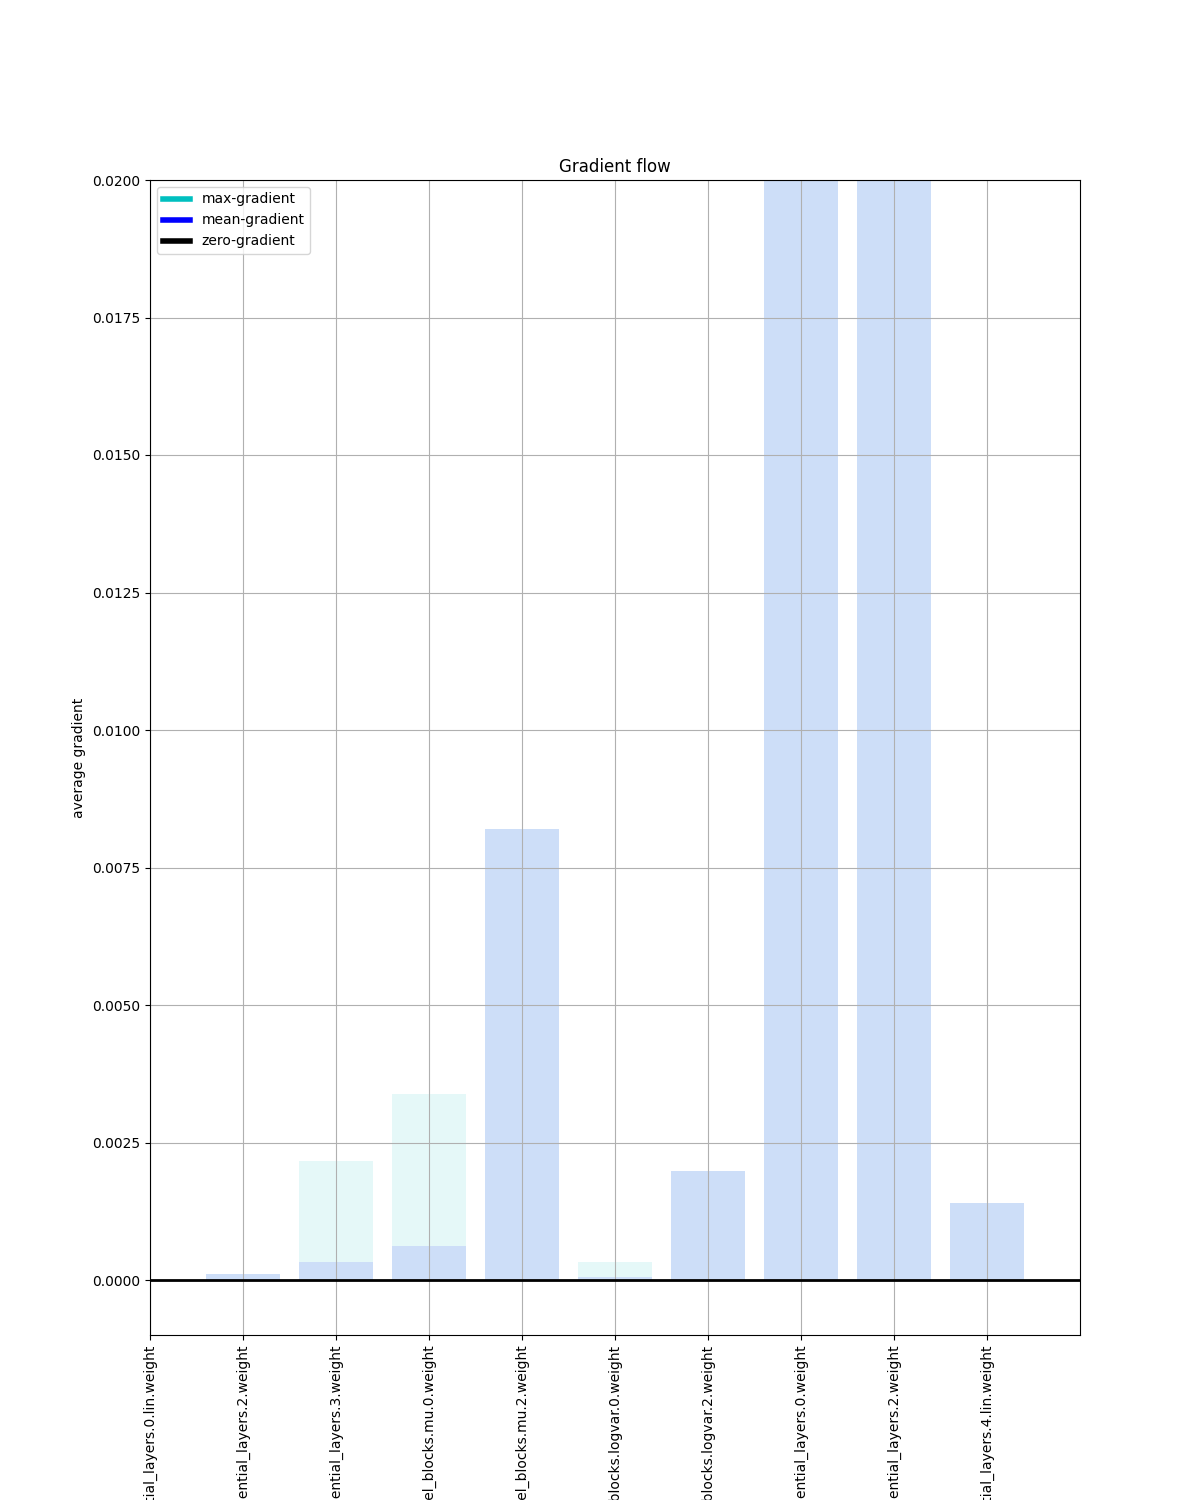 Gradient flow
max-gradient
mean-gradient
zero-gradient
0.0200
0.0175
0.0150
0.0125
0.0100
0.0075
0.0050
0.0025
0.0000
average gradient
tial_layers.0.lin.weight
ential_layers.2.weight
ential_layers.3.weight
el_blocks.mu.0.weight
el_blocks.mu.2.weight
blocks.logvar.0.weight
blocks.logvar.2.weight
ential_layers.0.weight
ential_layers.2.weight
tial_layers.4.lin.weight